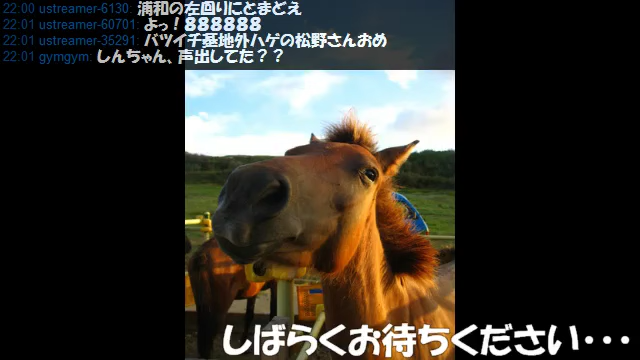 22:00 ustreamer-6130: 浦和の左回りにとまどえ
22:01 ustreamer-60701: よっ！888888
22:01 ustreamer-35291: バツイチ基地外ハゲの松野さんおめ
22:01 gymgym: しんちゃん、声出してた？？
しばらくお待ちください･･･